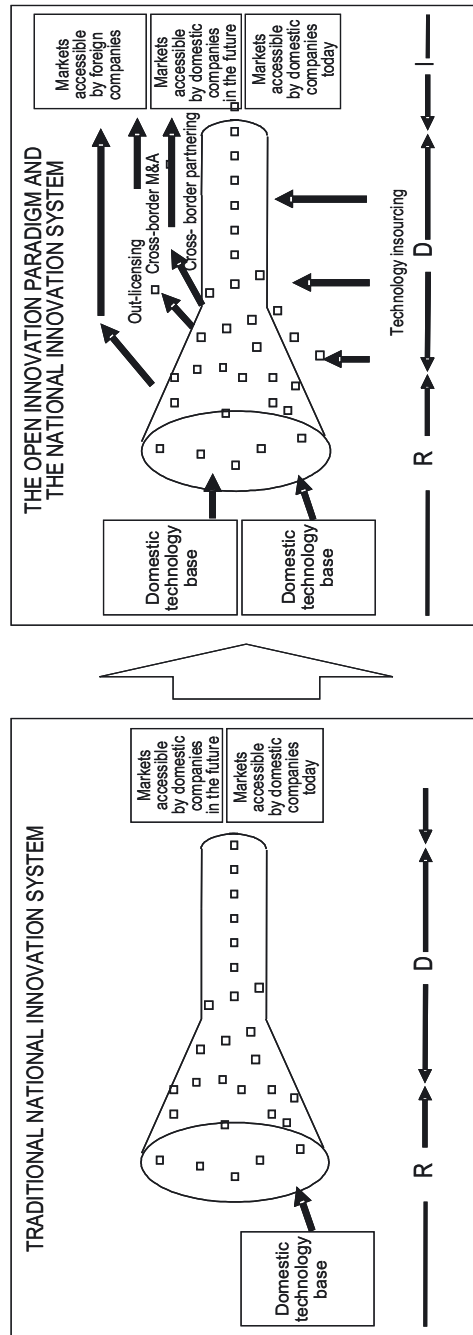 TRADITIONAL NATIONAL INNOVATION SYSTEM
Markets
accessible
by domestic
companies
in the future
Markets
accessible
by domestic
companies
today
Domestic
technology
base
R
D
THE OPEN INNOVATION PARADIGM AND
THE NATIONAL INNOVATION SYSTEM
Markets accessible
by foreign
companies
Markets
accessible
by domestic
companies
in the future
Markets
accessible
by domestic
companies
today
Out-licensing
Cross-border M&A
Cross- border partnering
Domestic
technology
base
Domestic
technology
base
Technology insourcing
R
D
I